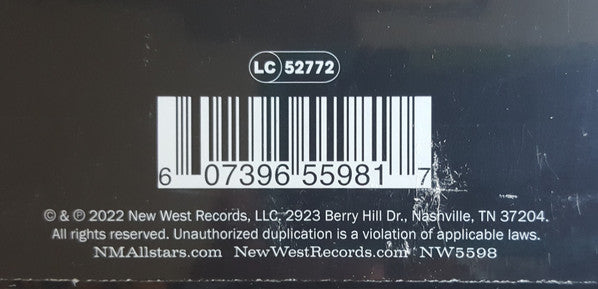 LC 52772
6 07396 55981 7
© & ℗ 2022 New West Records, LLC, 2923 Berry Hill Dr., Nashville, TN 37204.
All rights reserved. Unauthorized duplication is a violation of applicable laws.
NMAllstars.com NewWestRecords.com NW5598